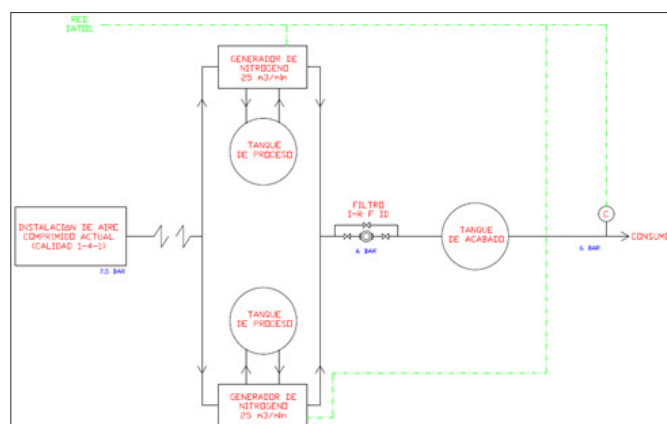 RED
DATOS
GENERADOR DE
NITROGENO
25 m3/min
TANQUE
DE PROCESO
INSTALACIÓN DE AIRE
COMPRIMIDO ACTUAL
(CALIDAD 1-4-1)
7.5 BAR
FILTRO
I-R F ID
6 BAR
TANQUE
DE ACABADO
C
CONSUMO
6 BAR
TANQUE
DE PROCESO
GENERADOR DE
NITROGENO
25 m3/min